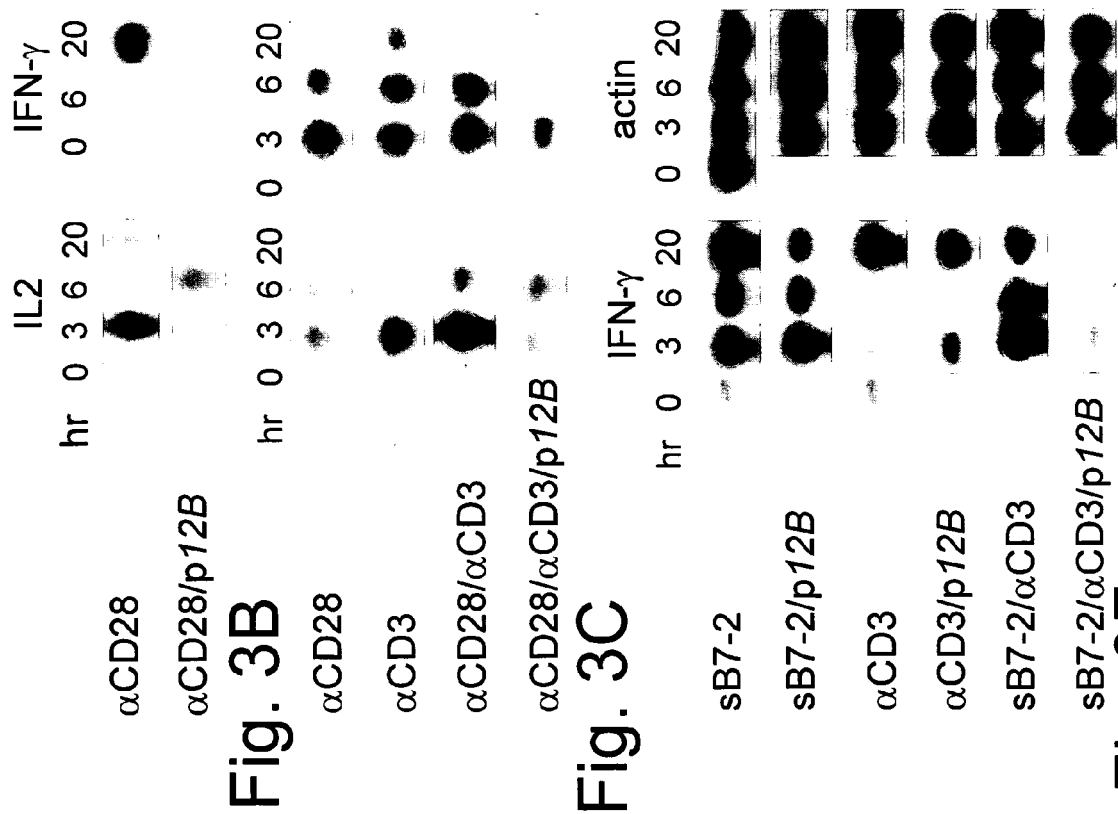 IL2 IFN-γ
hr 0 3 6 20 0 6 20
αCD28
αCD28/p12B
Fig. 3B
hr 0 3 6 20 0 3 6 20
αCD28
αCD3
αCD28/αCD3
αCD28/αCD3/p12B
Fig. 3C
IFN-γ actin
hr 0 3 6 20 0 3 6 20
sB7-2
sB7-2/p12B
αCD3
αCD3/p12B
sB7-2/αCD3
sB7-2/αCD3/p12B